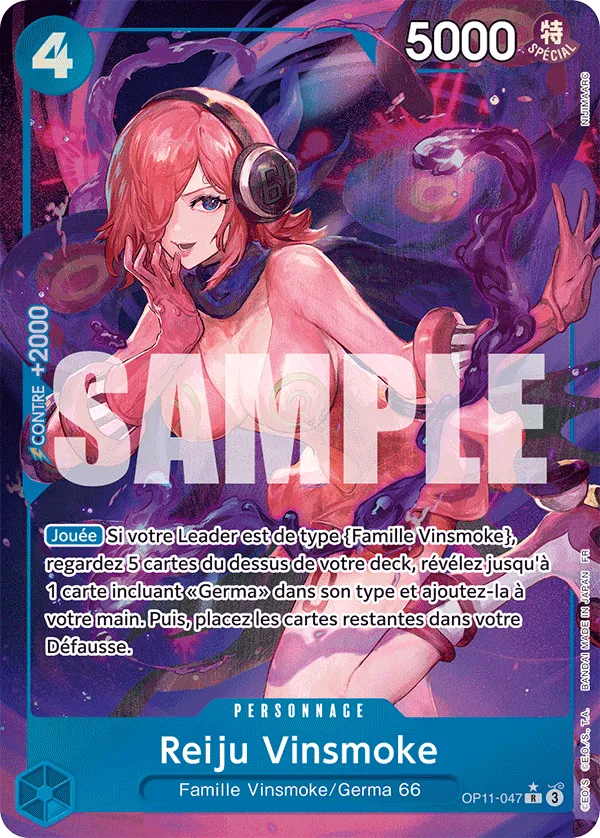 4
5000
特
SPÉCIAL
NIJIMAARC
CONTRE +2000
SAMPLE
Jouée Si votre Leader est de type {Famille Vinsmoke},
regardez 5 cartes du dessus de votre deck, révélez jusqu'à
1 carte incluant «Germa» dans son type et ajoutez-la à
votre main. Puis, placez les cartes restantes dans votre
Défausse.
PERSONNAGE
Reiju Vinsmoke
Famille Vinsmoke/Germa 66
OP11-047 R 3
©ED/S ©E.O./S., T.A. BANDAI MADE IN JAPAN FR